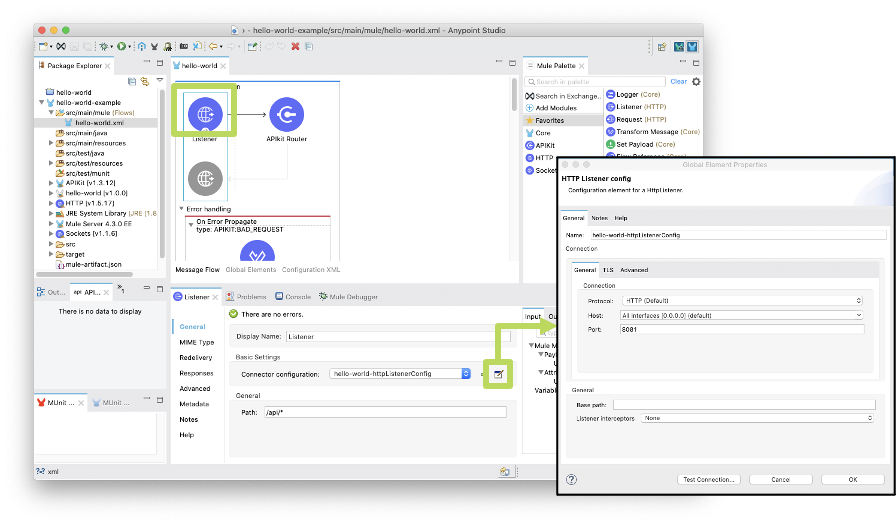 hello-world-example/src/main/mule/hello-world.xml - Anypoint Studio
Package Explorer
hello-world
hello-world-example
src/main/mule (Flows)
hello-world.xml
src/main/java
src/main/resources
src/test/java
src/test/resources
src/test/munit
APIKit [v1.3.12]
hello-world [v1.0.0]
HTTP [v1.5.17]
JRE System Library [JRE [1.8
Mule Server 4.3.0 EE
Sockets [v1.1.6]
src
target
mule-artifact.json
hello-world
Listener
APIkit Router
Error handling
On Error Propagate
type: APIKIT:BAD_REQUEST
Message Flow Global Elements Configuration XML
Mule Palette
Search in palette
Clear
Search in Exchange..
Add Modules
Favorites
Core
APIKit
HTTP
Socket
Logger (Core)
Listener (HTTP)
Request (HTTP)
Transform Message (Core)
Set Payload (Core)
Out...
api API...
There is no data to display
MUnit ...
MUnit ...
xml
Listener
Problems
Console
Mule Debugger
There are no errors.
General
MIME Type
Redelivery
Responses
Advanced
Metadata
Notes
Help
Display Name: Listener
Basic Settings
Connector configuration: hello-world-httpListenerConfig
General
Path: /api/*
Input Ou
Mule M
Pay
Attr
Variab
Global Element Properties
HTTP Listener config
Configuration element for a HttpListener.
General Notes Help
Name: hello-world-httpListenerConfig
Connection
General TLS Advanced
Connection
Protocol: HTTP (Default)
Host: All Interfaces [0.0.0.0] (default)
Port: 8081
General
Base path:
Listener interceptors None
Test Connection...
Cancel
OK